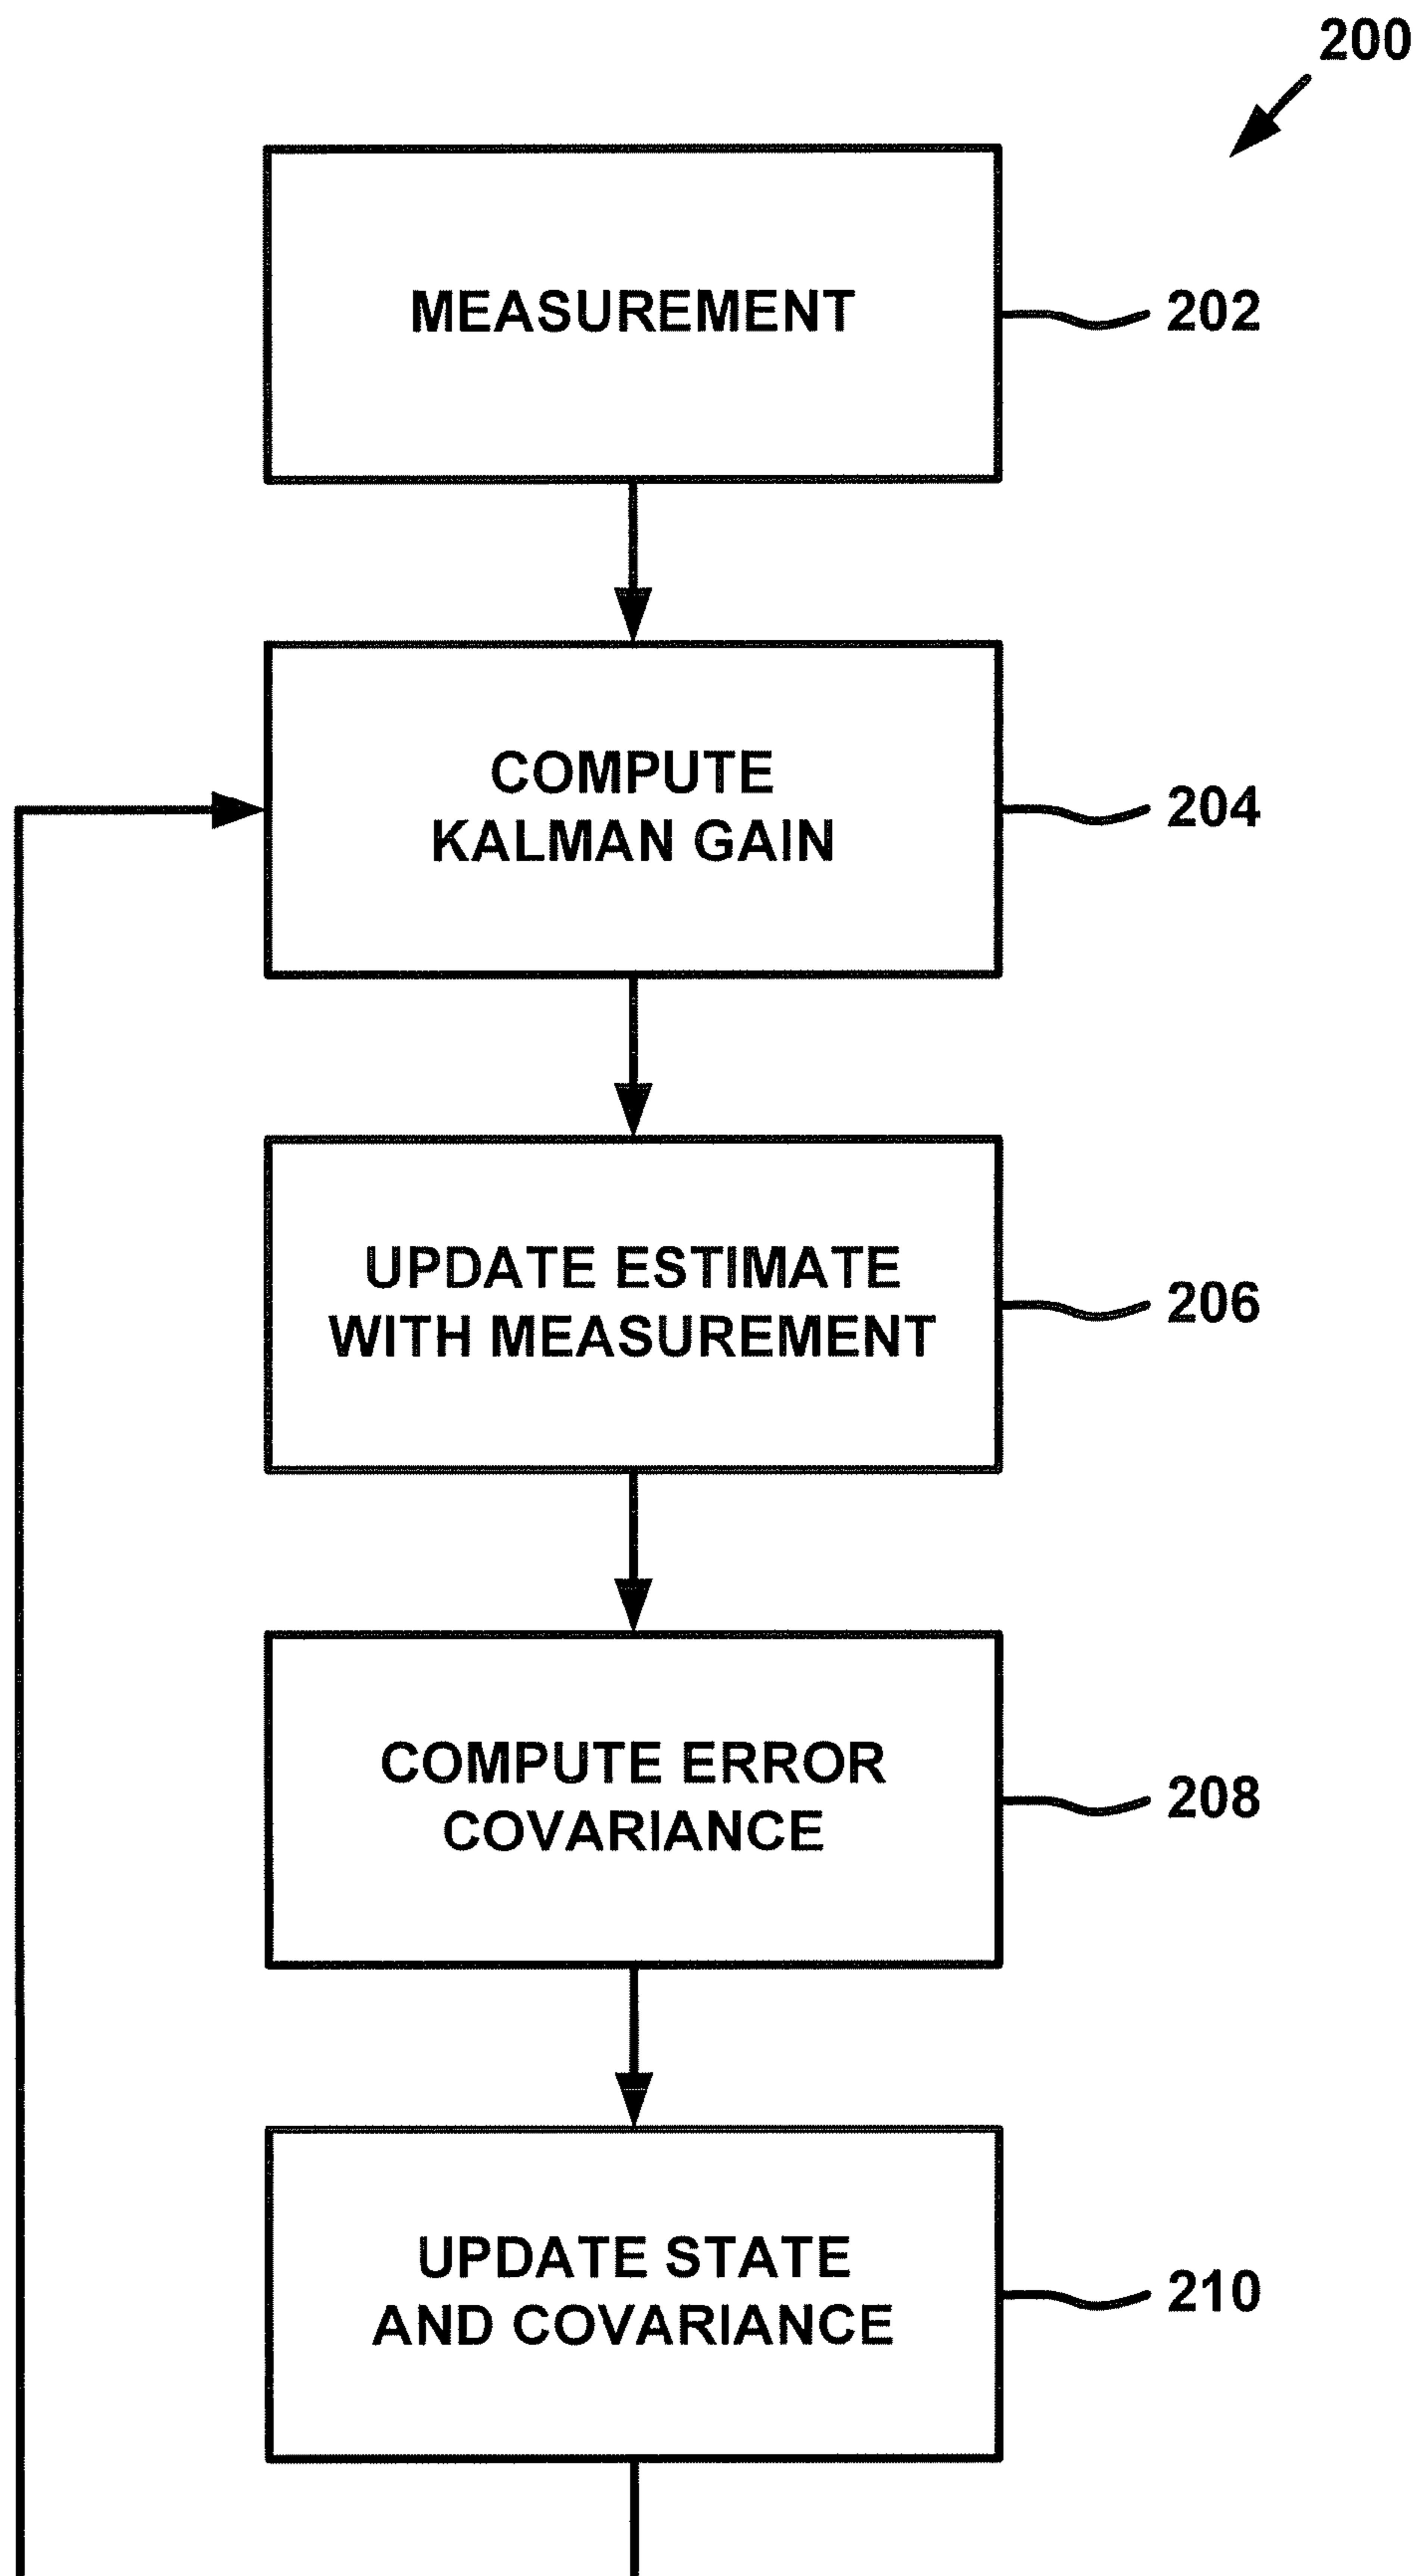 200
MEASUREMENT
202
COMPUTE
KALMAN GAIN
204
UPDATE ESTIMATE
WITH MEASUREMENT
206
COMPUTE ERROR
COVARIANCE
208
UPDATE STATE
AND COVARIANCE
210